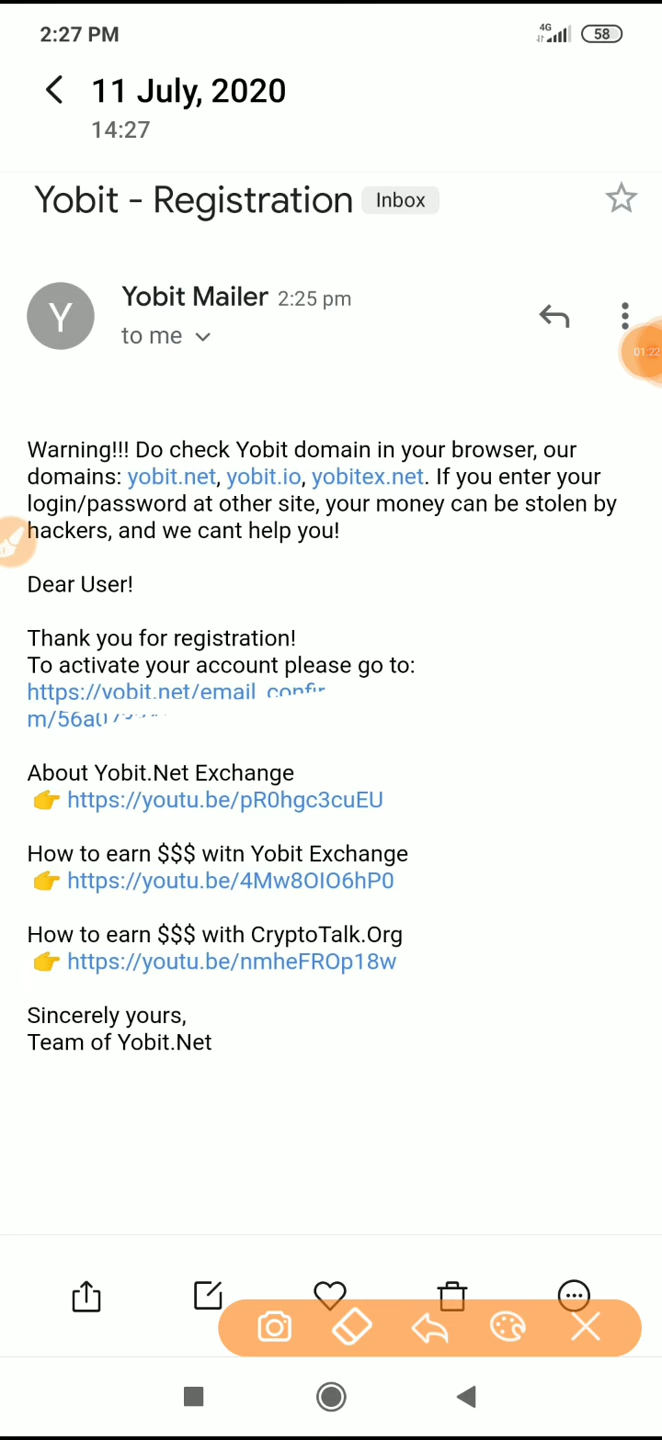 2:27 PM
4G
58
11 July, 2020
14:27
Yobit - Registration Inbox
Y
Yobit Mailer 2:25 pm
to me
01:22
Warning!!! Do check Yobit domain in your browser, our
domains: yobit.net, yobit.io, yobitex.net. If you enter your
login/password at other site, your money can be stolen by
hackers, and we cant help you!
Dear User!
Thank you for registration!
To activate your account please go to:
https://yobit.net/email_confir
About Yobit.Net Exchange
👉 https://youtu.be/pR0hgc3cuEU
How to earn $$$ witn Yobit Exchange
👉 https://youtu.be/4Mw8OIO6hP0
How to earn $$$ with CryptoTalk.Org
👉 https://youtu.be/nmheFROp18w
Sincerely yours,
Team of Yobit.Net